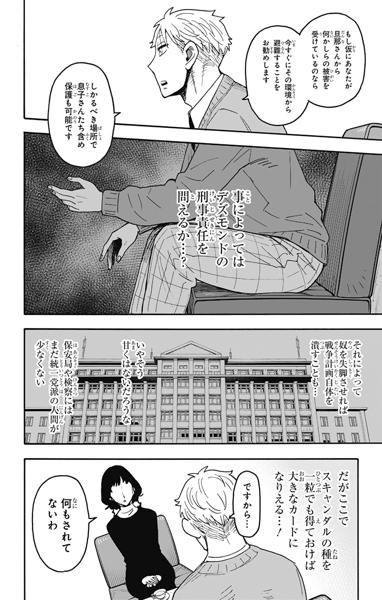 もし仮にあなたが
旦那さんから
何かしらの被害を
受けているのなら
今すぐにその環境から
避難することを
お勧めします
しかるべき場所で
息子さんたち含め
保護も可能です
事によっては
デズモンドの
刑事責任を
問えるか…?
それによって
奴を失脚させれば
戦争計画自体を
潰すことも…
いやそう
甘くはないだろうな
保安局や検察には
まだ統一党派の人間が
少なくない
だがここで
スキャンダルの種を
一粒でも得ておけば
大きなカードに
なりえる…!
ですから…
何もされて
ないわ